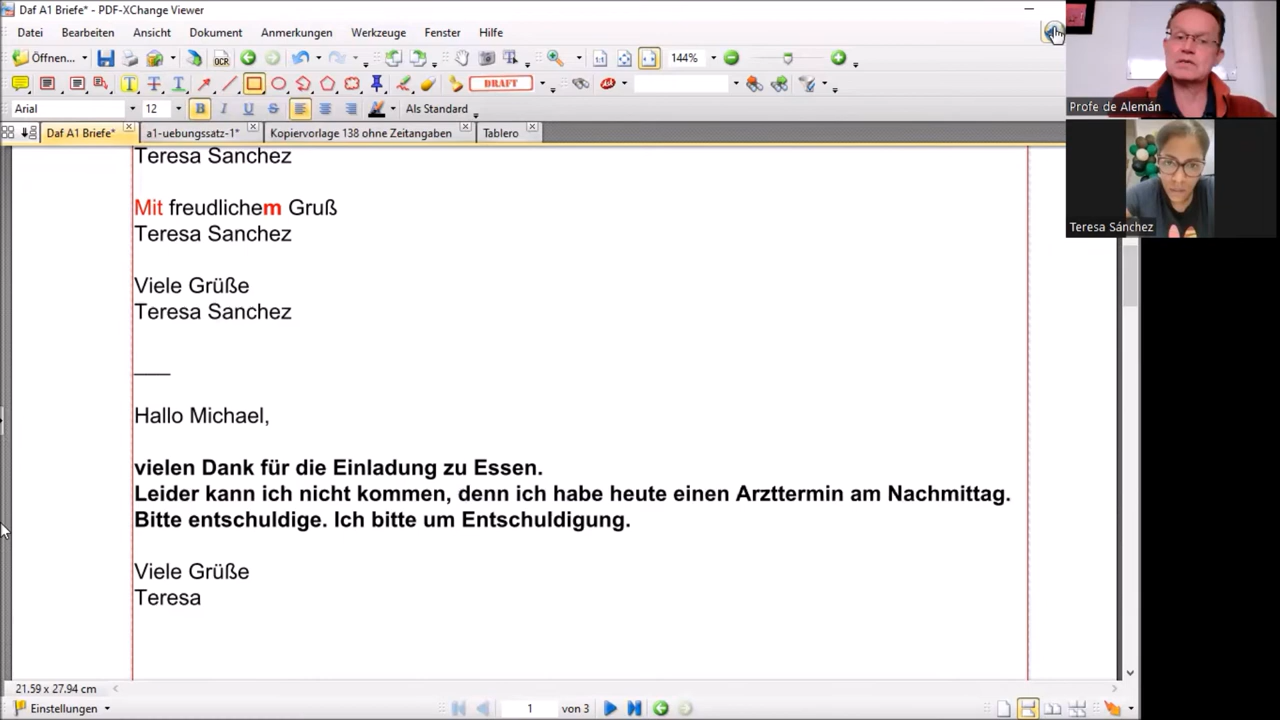 Daf A1 Briefe* - PDF-XChange Viewer
Datei Bearbeiten Ansicht Dokument Anmerkungen Werkzeuge Fenster Hilfe
Öffnen... OCR 144%
DRAFT
Arial 12 B I U Als Standard
Daf A1 Briefe* a1-uebungssatz-1* Kopiervorlage 138 ohne Zeitangaben Tablero
Profe de Alemán
Teresa Sánchez
Teresa Sanchez
Mit freudlichem Gruß
Teresa Sanchez
Viele Grüße
Teresa Sanchez
Hallo Michael,
vielen Dank für die Einladung zu Essen.
Leider kann ich nicht kommen, denn ich habe heute einen Arzttermin am Nachmittag.
Bitte entschuldige. Ich bitte um Entschuldigung.
Viele Grüße
Teresa
21.59 x 27.94 cm
Einstellungen 1 von 3